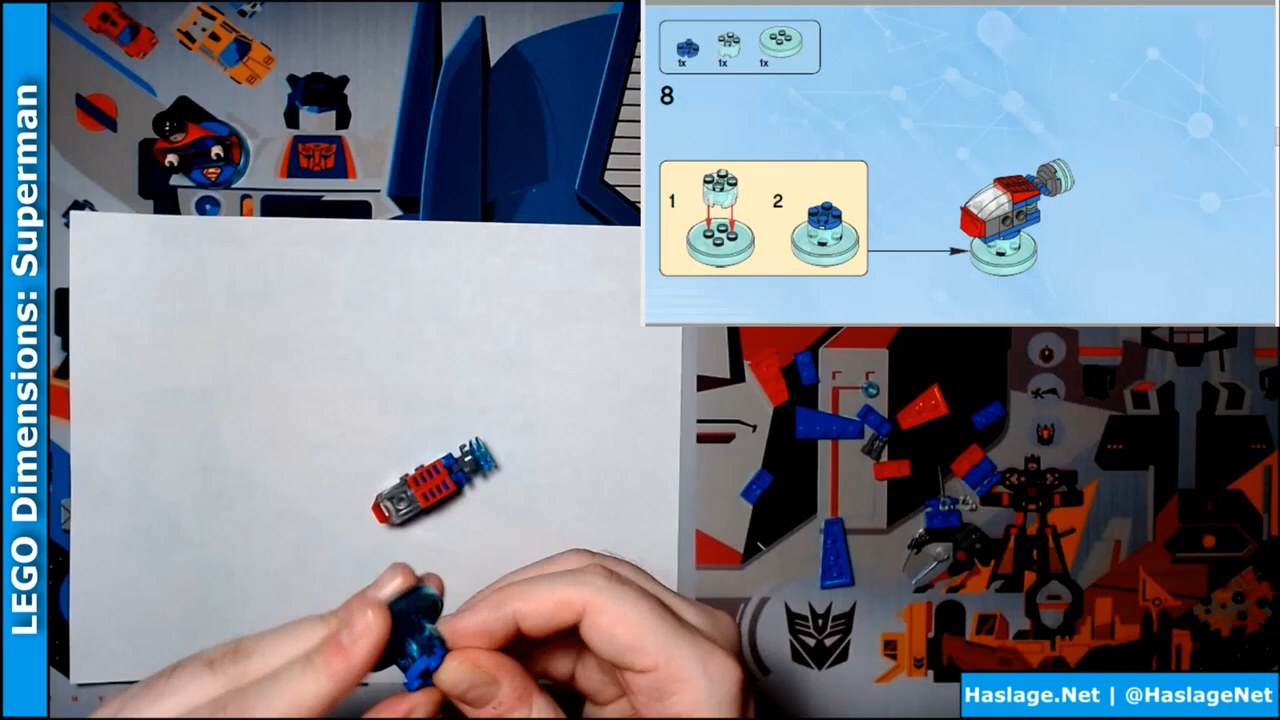 LEGO Dimensions: Superman
1x 1x 1x
8
1 2
Haslage.Net | @HaslageNet